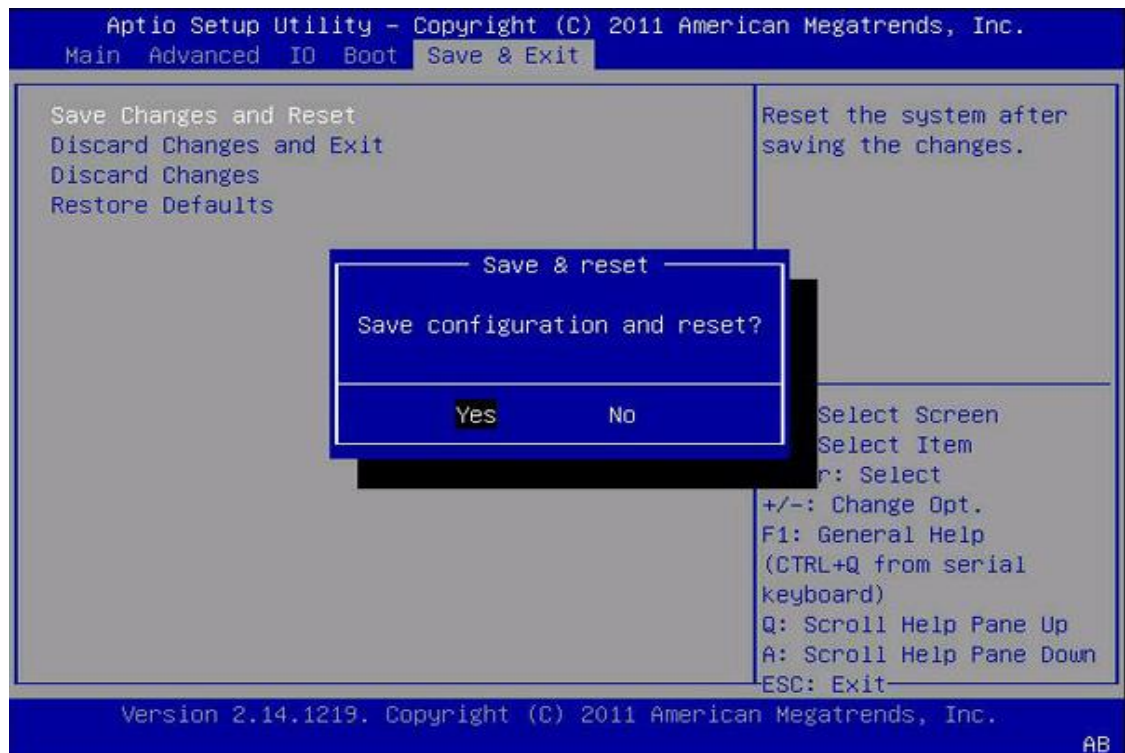 Aptio Setup Utility – Copyright (C) 2011 American Megatrends, Inc.
Main Advanced IO Boot Save & Exit
Save Changes and Reset
Discard Changes and Exit
Discard Changes
Restore Defaults
Reset the system after
saving the changes.
Save & reset
Save configuration and reset?
Yes No
Select Screen
Select Item
r: Select
+/-: Change Opt.
F1: General Help
(CTRL+Q from serial
keyboard)
Q: Scroll Help Pane Up
A: Scroll Help Pane Down
ESC: Exit
Version 2.14.1219. Copyright (C) 2011 American Megatrends, Inc.
AB